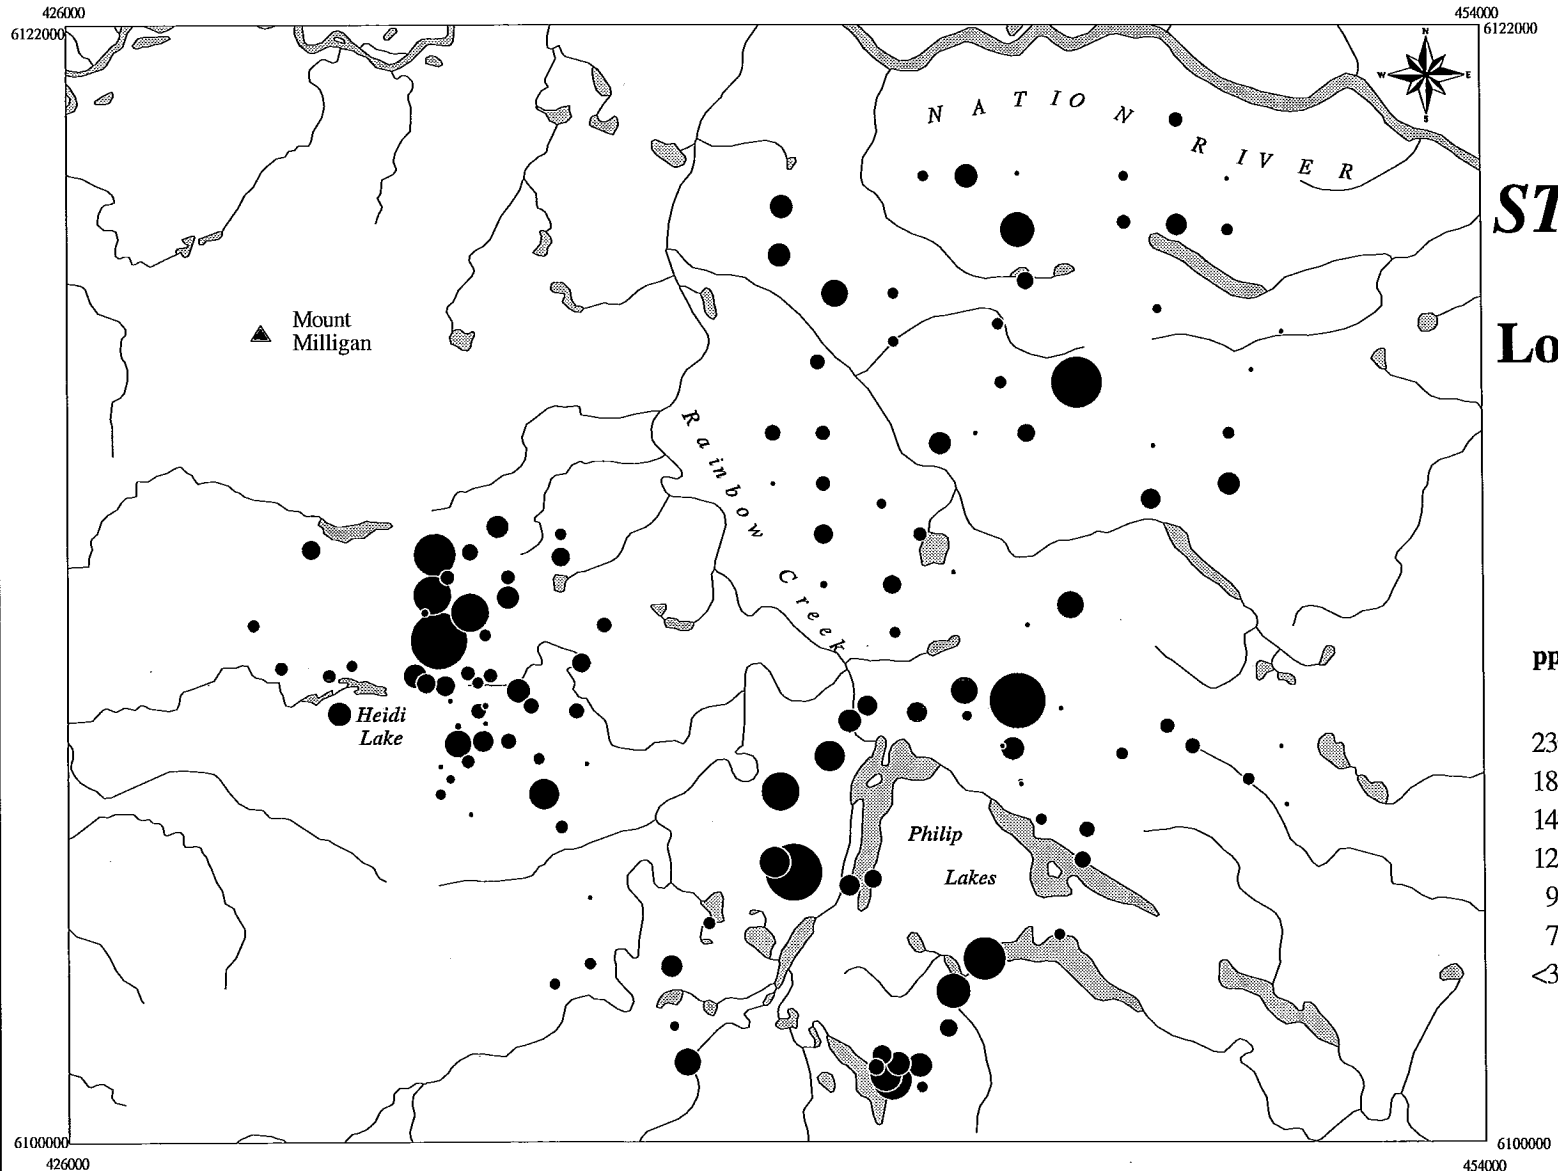 426000
454000
6122000
6122000
N
W E
S
NATION RIVER
ST
Mount
Milligan
Lo
Rainbow Creek
pp
Heidi
Lake
23
18
14
Philip
12
Lakes
9
7
<3
6100000
6100000
426000
454000